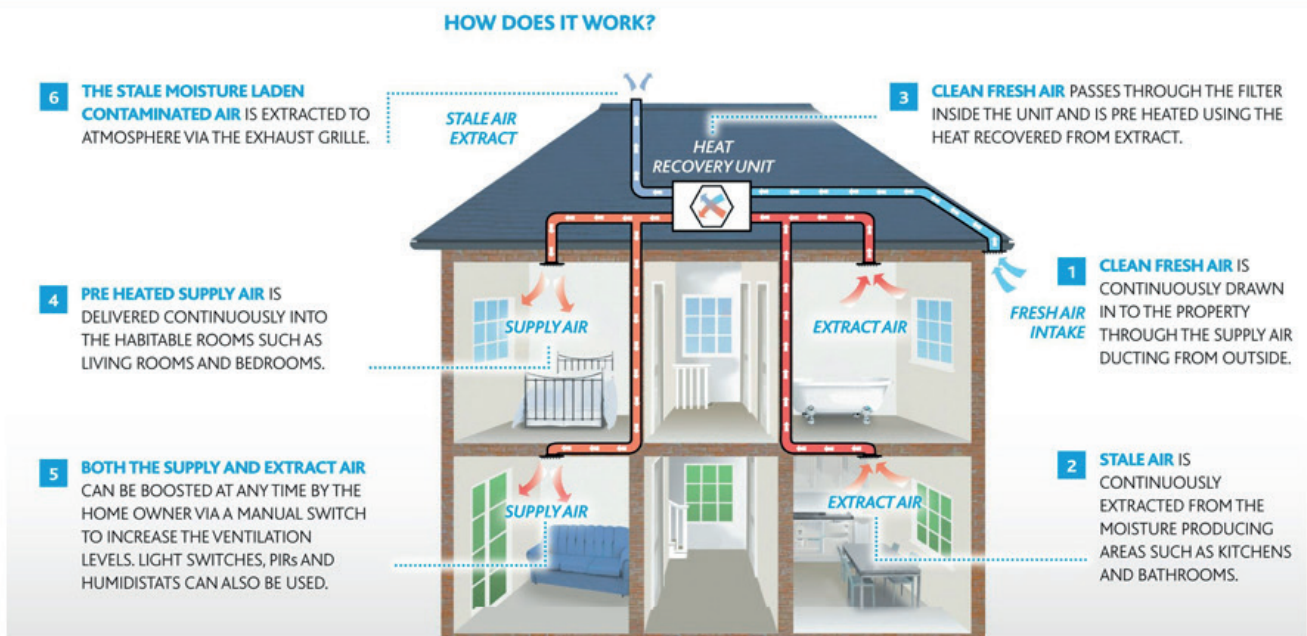 HOW DOES IT WORK?
6
THE STALE MOISTURE LADEN
CONTAMINATED AIR IS EXTRACTED TO
ATMOSPHERE VIA THE EXHAUST GRILLE.
STALE AIR
EXTRACT
HEAT
RECOVERY UNIT
3
CLEAN FRESH AIR PASSES THROUGH THE FILTER
INSIDE THE UNIT AND IS PRE HEATED USING THE
HEAT RECOVERED FROM EXTRACT.
4
PRE HEATED SUPPLY AIR IS
DELIVERED CONTINUOUSLY INTO
THE HABITABLE ROOMS SUCH AS
LIVING ROOMS AND BEDROOMS.
SUPPLY AIR
EXTRACT AIR
FRESH AIR
INTAKE
1
CLEAN FRESH AIR IS
CONTINUOUSLY DRAWN
IN TO THE PROPERTY
THROUGH THE SUPPLY AIR
DUCTING FROM OUTSIDE.
5
BOTH THE SUPPLY AND EXTRACT AIR
CAN BE BOOSTED AT ANY TIME BY THE
HOME OWNER VIA A MANUAL SWITCH
TO INCREASE THE VENTILATION
LEVELS. LIGHT SWITCHES, PIRs AND
HUMIDISTATS CAN ALSO BE USED.
SUPPLY AIR
EXTRACT AIR
2
STALE AIR IS
CONTINUOUSLY
EXTRACTED FROM THE
MOISTURE PRODUCING
AREAS SUCH AS KITCHENS
AND BATHROOMS.